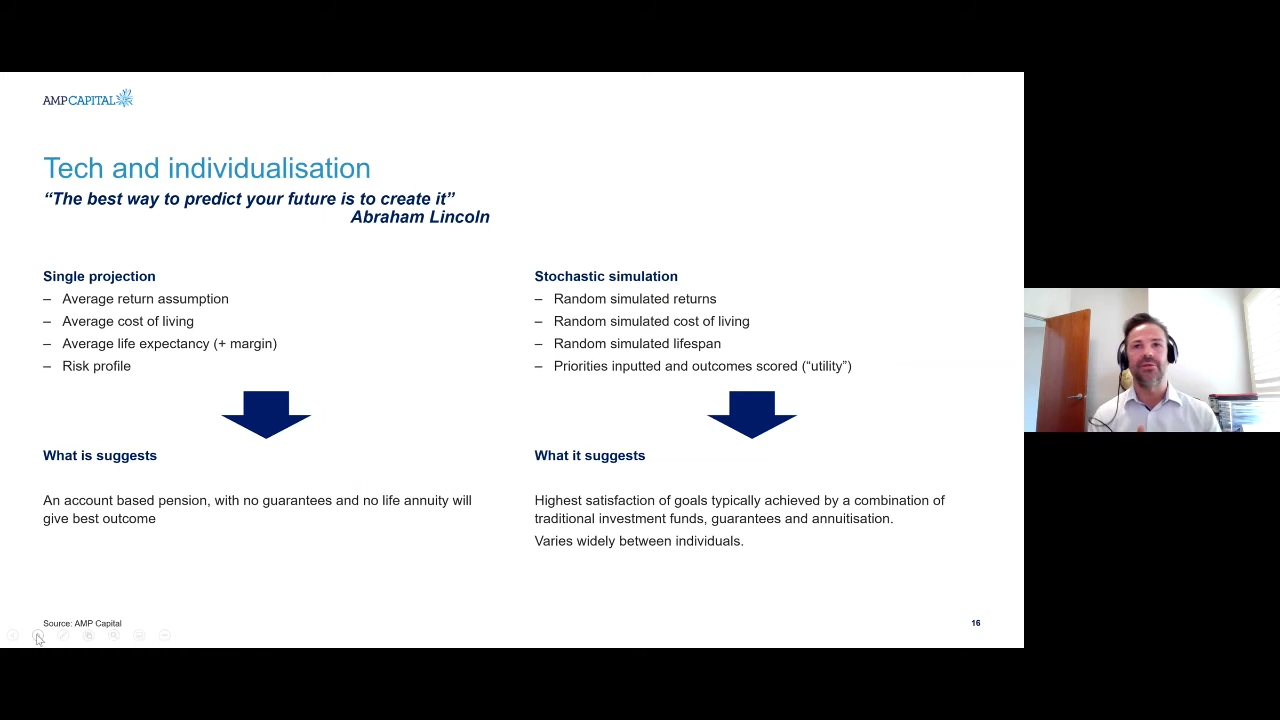 AMPCAPITAL
Tech and individualisation
“The best way to predict your future is to create it”
Abraham Lincoln
Single projection
– Average return assumption
– Average cost of living
– Average life expectancy (+ margin)
– Risk profile
What is suggests
An account based pension, with no guarantees and no life annuity will
give best outcome
Stochastic simulation
– Random simulated returns
– Random simulated cost of living
– Random simulated lifespan
– Priorities inputted and outcomes scored (“utility”)
What it suggests
Highest satisfaction of goals typically achieved by a combination of
traditional investment funds, guarantees and annuitisation.
Varies widely between individuals.
Source: AMP Capital
16